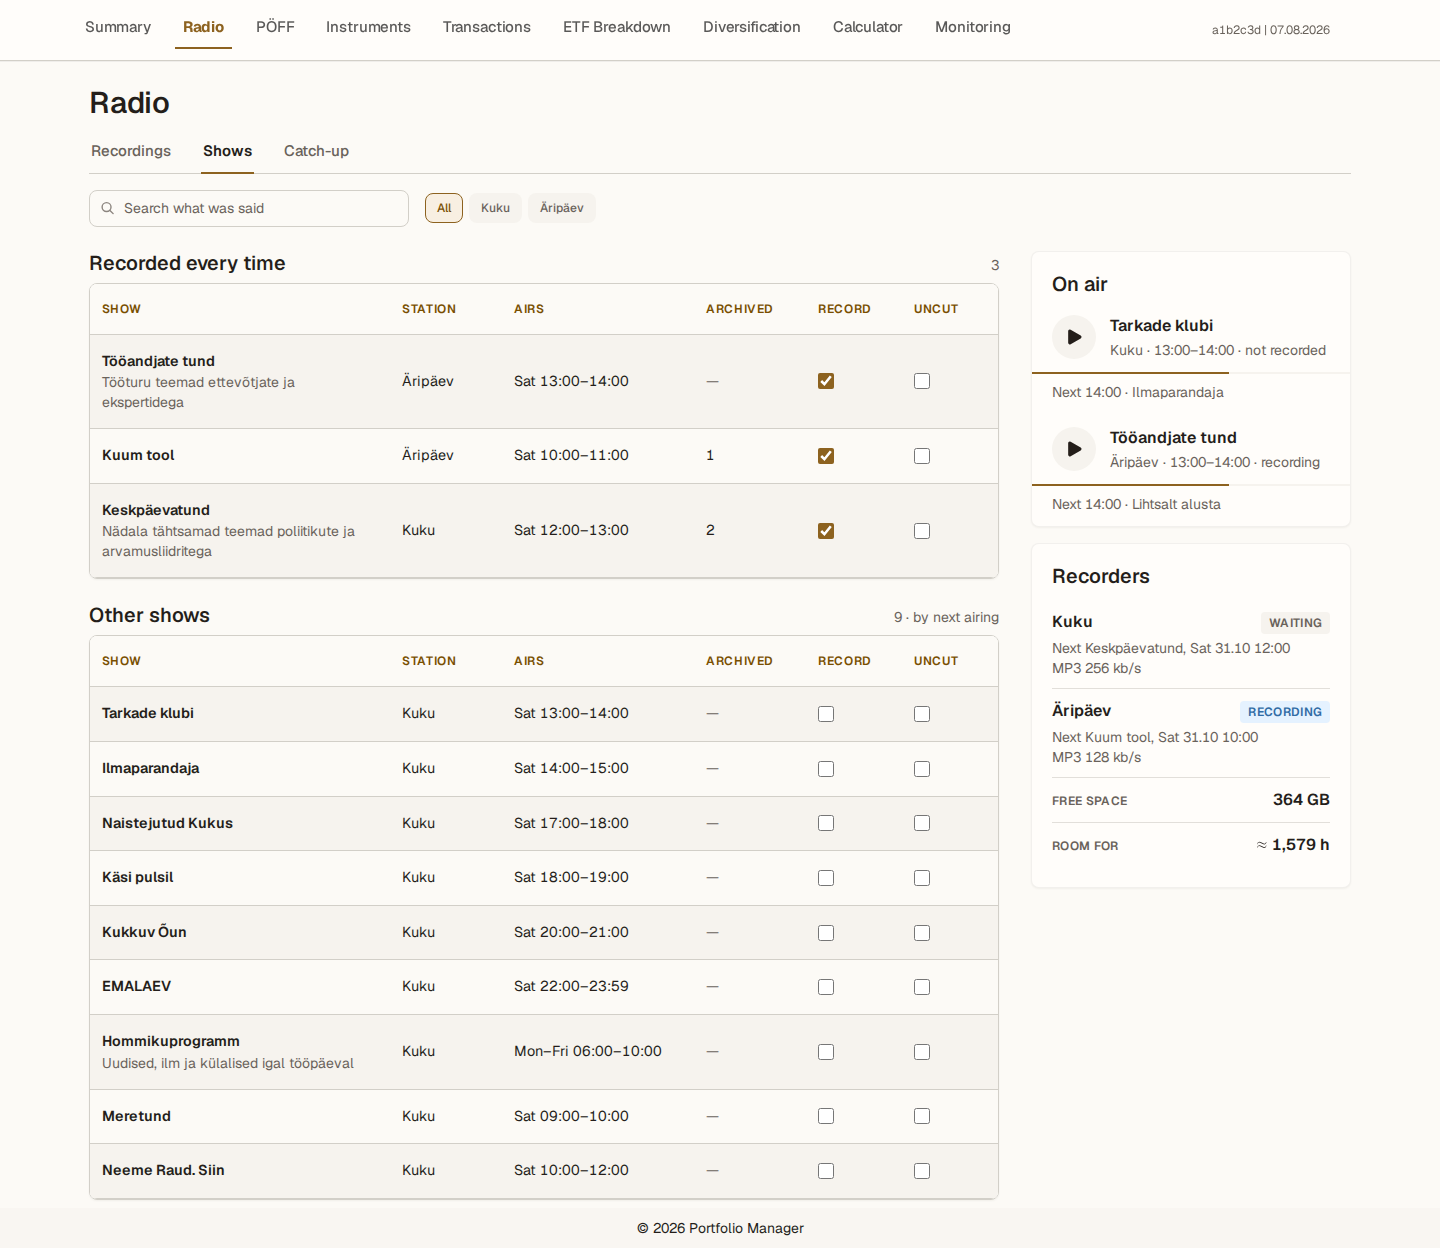 Summary Radio PÖFF Instruments Transactions ETF Breakdown Diversification Calculator Monitoring a1b2c3d | 07.08.2026
Radio
Recordings Shows Catch-up
Search what was said All Kuku Äripäev
Recorded every time 3
SHOW STATION AIRS ARCHIVED RECORD UNCUT
Tööandjate tund
Tööturu teemad ettevõtjate ja
ekspertidega
Äripäev Sat 13:00–14:00 —
Kuum tool Äripäev Sat 10:00–11:00 1
Keskpäevatund
Nädala tähtsamad teemad poliitikute ja
arvamusliidritega
Kuku Sat 12:00–13:00 2
Other shows 9 · by next airing
SHOW STATION AIRS ARCHIVED RECORD UNCUT
Tarkade klubi Kuku Sat 13:00–14:00 —
Ilmaparandaja Kuku Sat 14:00–15:00 —
Naistejutud Kukus Kuku Sat 17:00–18:00 —
Käsi pulsil Kuku Sat 18:00–19:00 —
Kukkuv Õun Kuku Sat 20:00–21:00 —
EMALAEV Kuku Sat 22:00–23:59 —
Hommikuprogramm
Uudised, ilm ja külalised igal tööpäeval
Kuku Mon–Fri 06:00–10:00 —
Meretund Kuku Sat 09:00–10:00 —
Neeme Raud. Siin Kuku Sat 10:00–12:00 —
On air
Tarkade klubi
Kuku · 13:00–14:00 · not recorded
Next 14:00 · Ilmaparandaja
Tööandjate tund
Äripäev · 13:00–14:00 · recording
Next 14:00 · Lihtsalt alusta
Recorders
Kuku WAITING
Next Keskpäevatund, Sat 31.10 12:00
MP3 256 kb/s
Äripäev RECORDING
Next Kuum tool, Sat 31.10 10:00
MP3 128 kb/s
FREE SPACE 364 GB
ROOM FOR ≈ 1,579 h
© 2026 Portfolio Manager